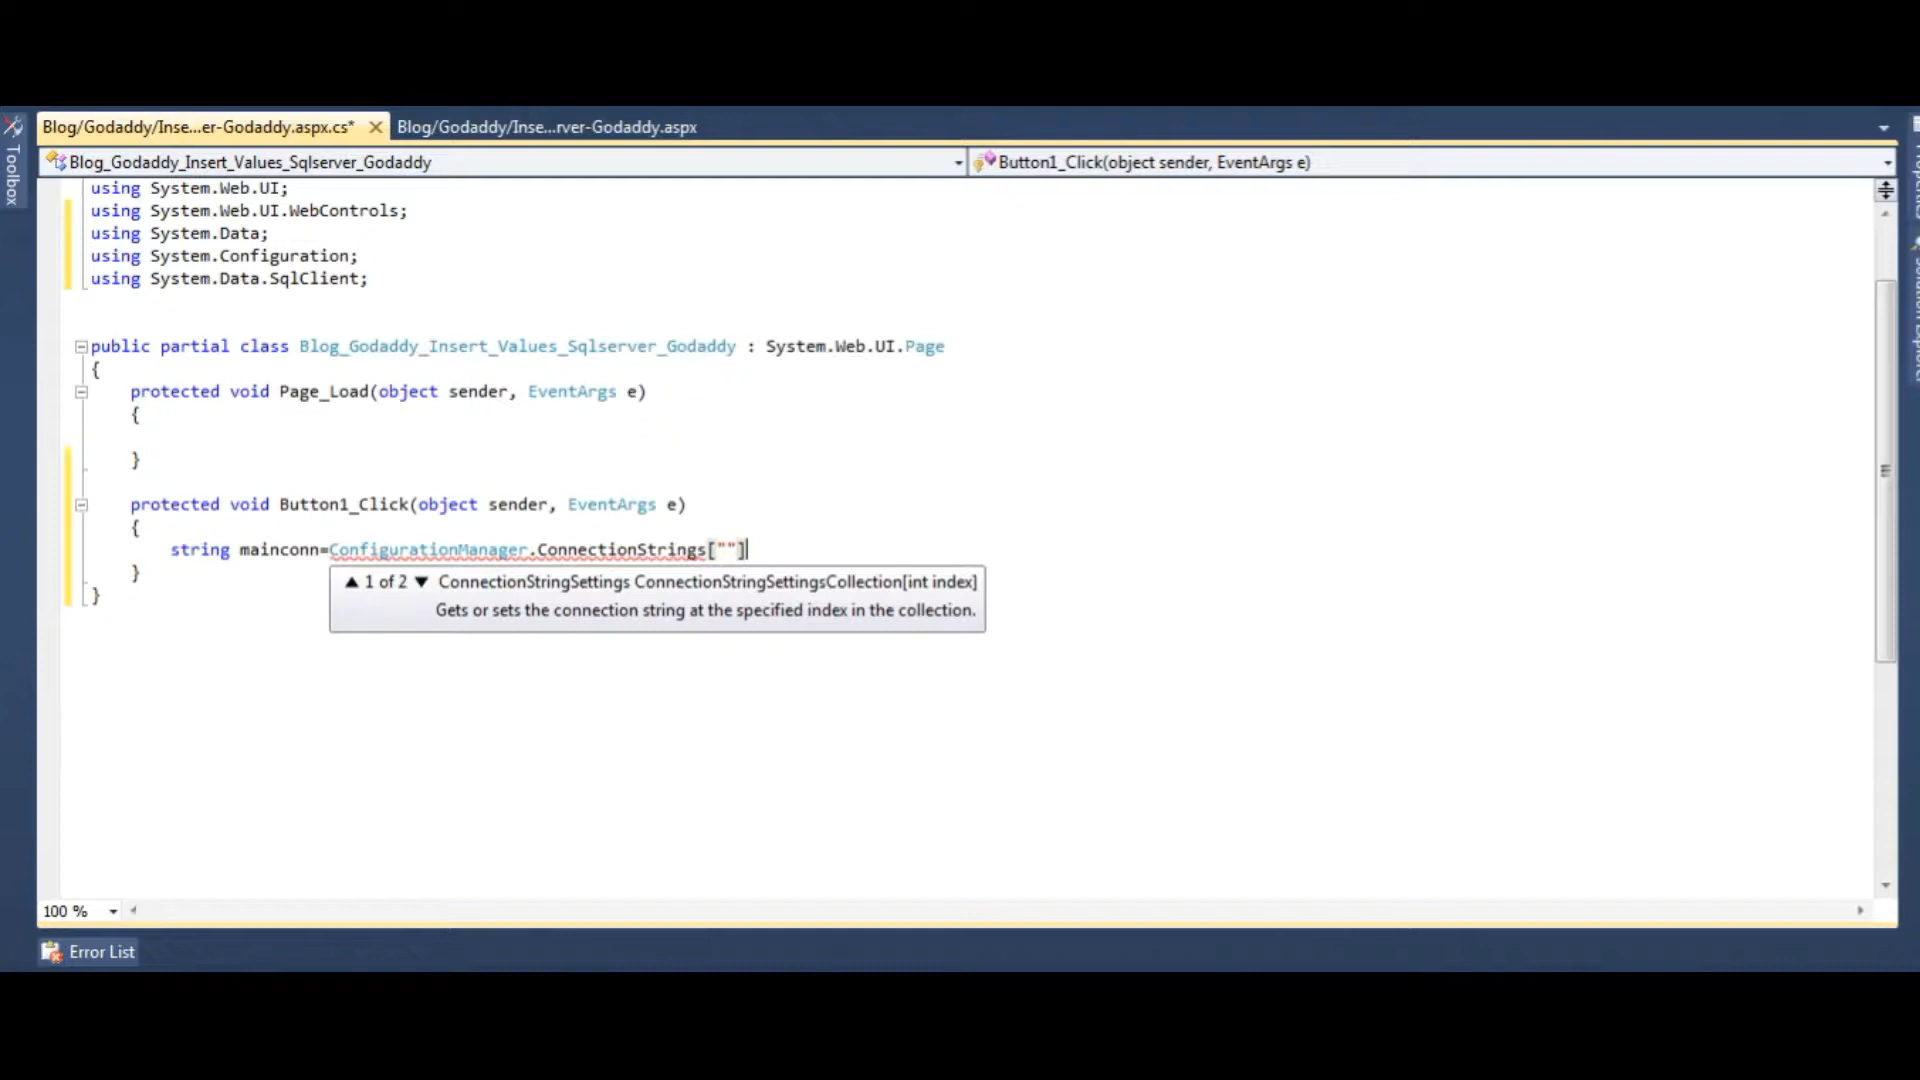 Blog/Godaddy/Inse...er-Godaddy.aspx.cs* Blog/Godaddy/Inse...rver-Godaddy.aspx
Toolbox
Blog_Godaddy_Insert_Values_Sqlserver_Godaddy Button1_Click(object sender, EventArgs e)
using System.Web.UI;
using System.Web.UI.WebControls;
using System.Data;
using System.Configuration;
using System.Data.SqlClient;
public partial class Blog_Godaddy_Insert_Values_Sqlserver_Godaddy : System.Web.UI.Page
{
protected void Page_Load(object sender, EventArgs e)
{
}
protected void Button1_Click(object sender, EventArgs e)
{
string mainconn=ConfigurationManager.ConnectionStrings[""]
}
▲ 1 of 2 ▼ ConnectionStringSettings ConnectionStringSettingsCollection[int index]
}
Gets or sets the connection string at the specified index in the collection.
100 %
Error List